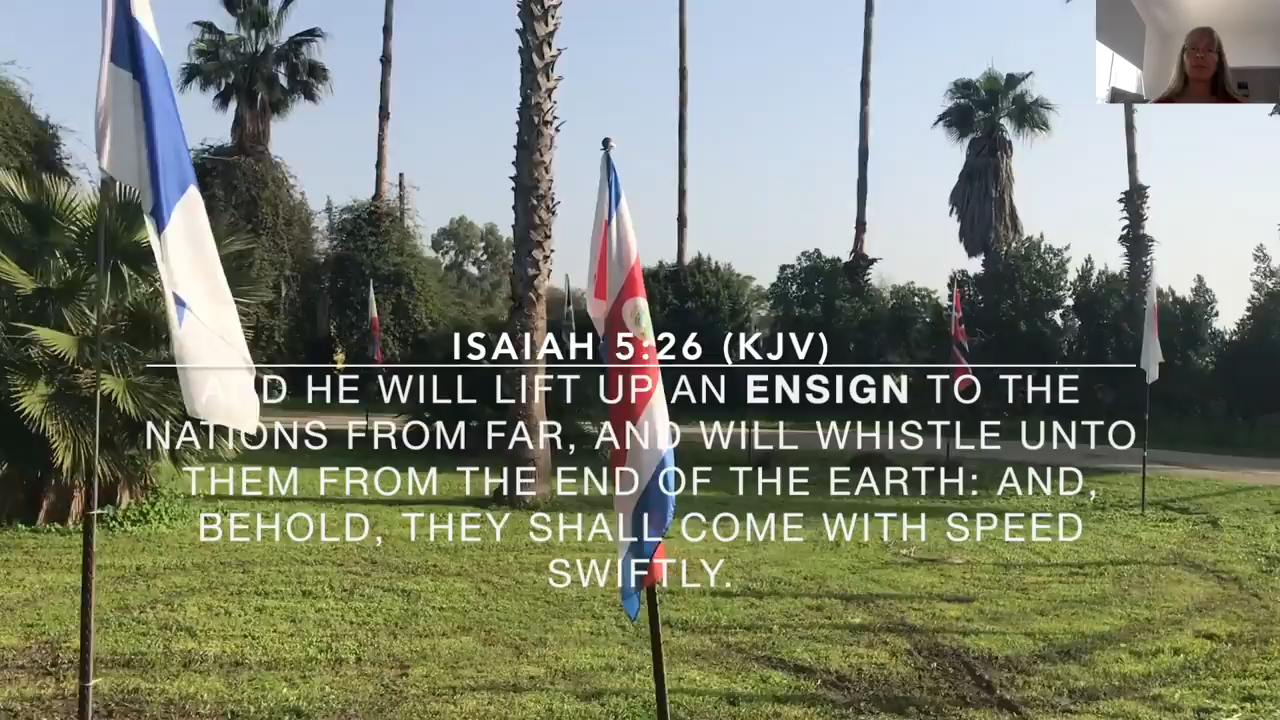 ISAIAH 5:26 (KJV)
AND HE WILL LIFT UP AN ENSIGN TO THE
NATIONS FROM FAR, AND WILL WHISTLE UNTO
THEM FROM THE END OF THE EARTH: AND,
BEHOLD, THEY SHALL COME WITH SPEED
SWIFTLY.